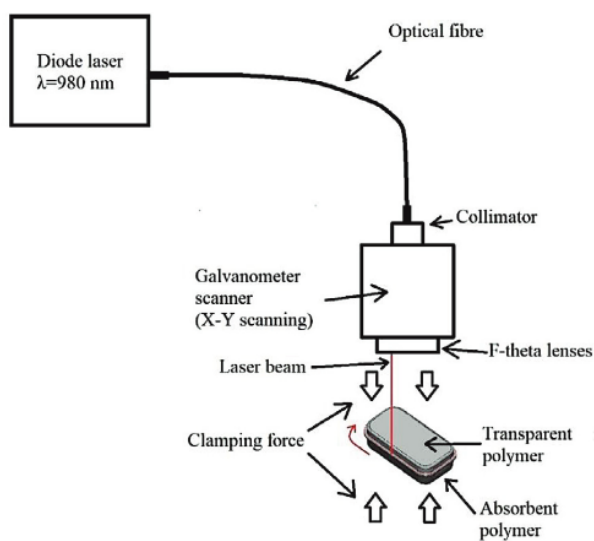 Optical fibre
Diode laser
λ=980 nm
Collimator
Galvanometer
scanner
(X-Y scanning)
F-theta lenses
Laser beam
Clamping force
Transparent
polymer
Absorbent
polymer